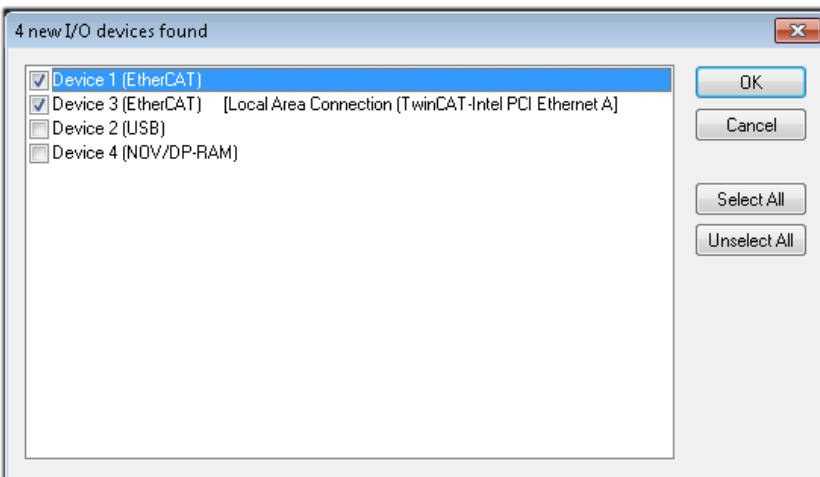 4 new I/O devices found
Device 1 (EtherCAT)
Device 3 (EtherCAT) [Local Area Connection (TwinCAT-Intel PCI Ethernet A]
Device 2 (USB)
Device 4 (NOV/DP-RAM)
OK
Cancel
Select All
Unselect All